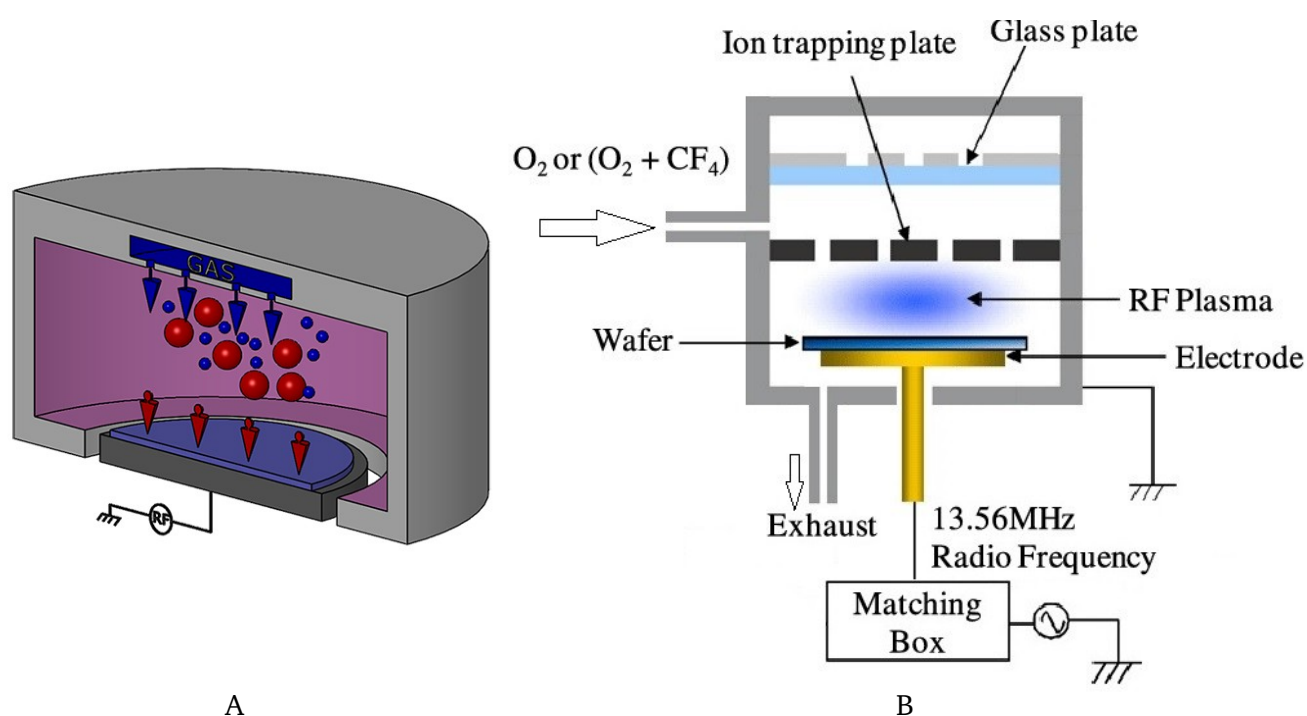 GAS
RF
A
Ion trapping plate
Glass plate
O₂ or (O₂ + CF₄)
RF Plasma
Wafer
Electrode
Exhaust
13.56MHz
Radio Frequency
Matching
Box
B